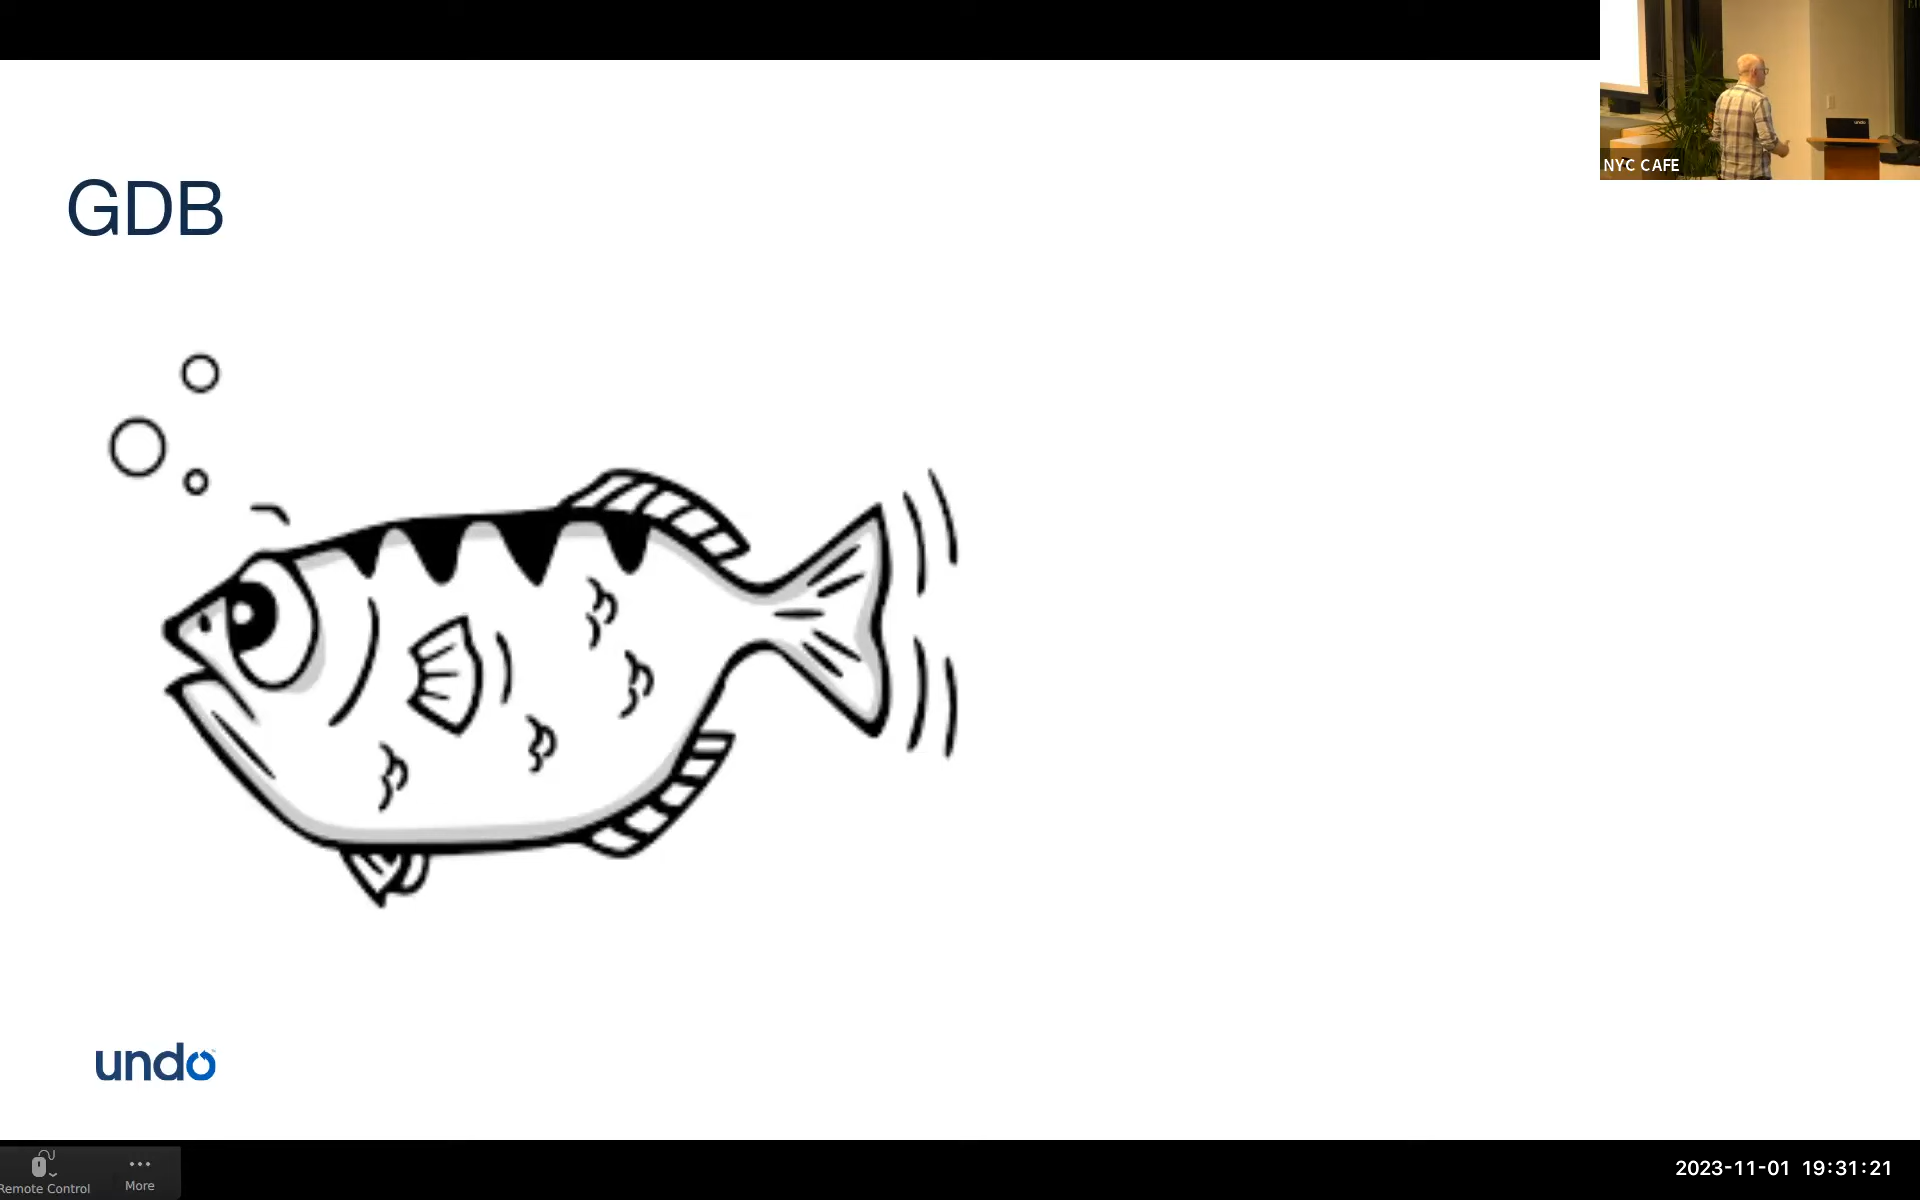 NYC CAFE
GDB
undo
Remote Control
More
2023-11-01 19:31:21